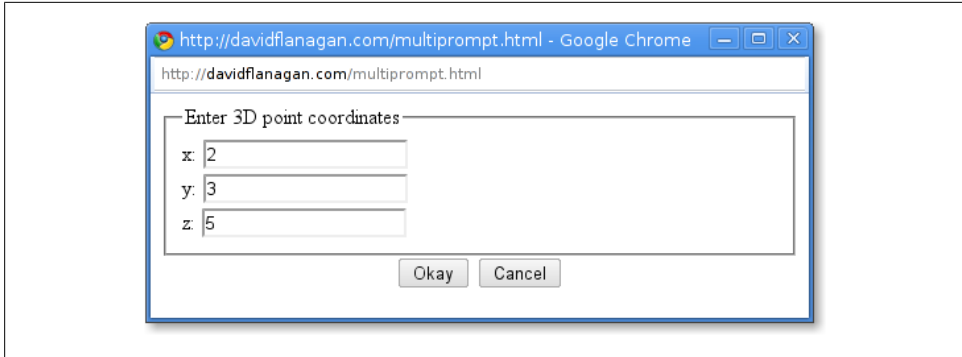 http://davidflanagan.com/multiprompt.html - Google Chrome
http://davidflanagan.com/multiprompt.html
Enter 3D point coordinates
x: 2
y: 3
z: 5
Okay Cancel